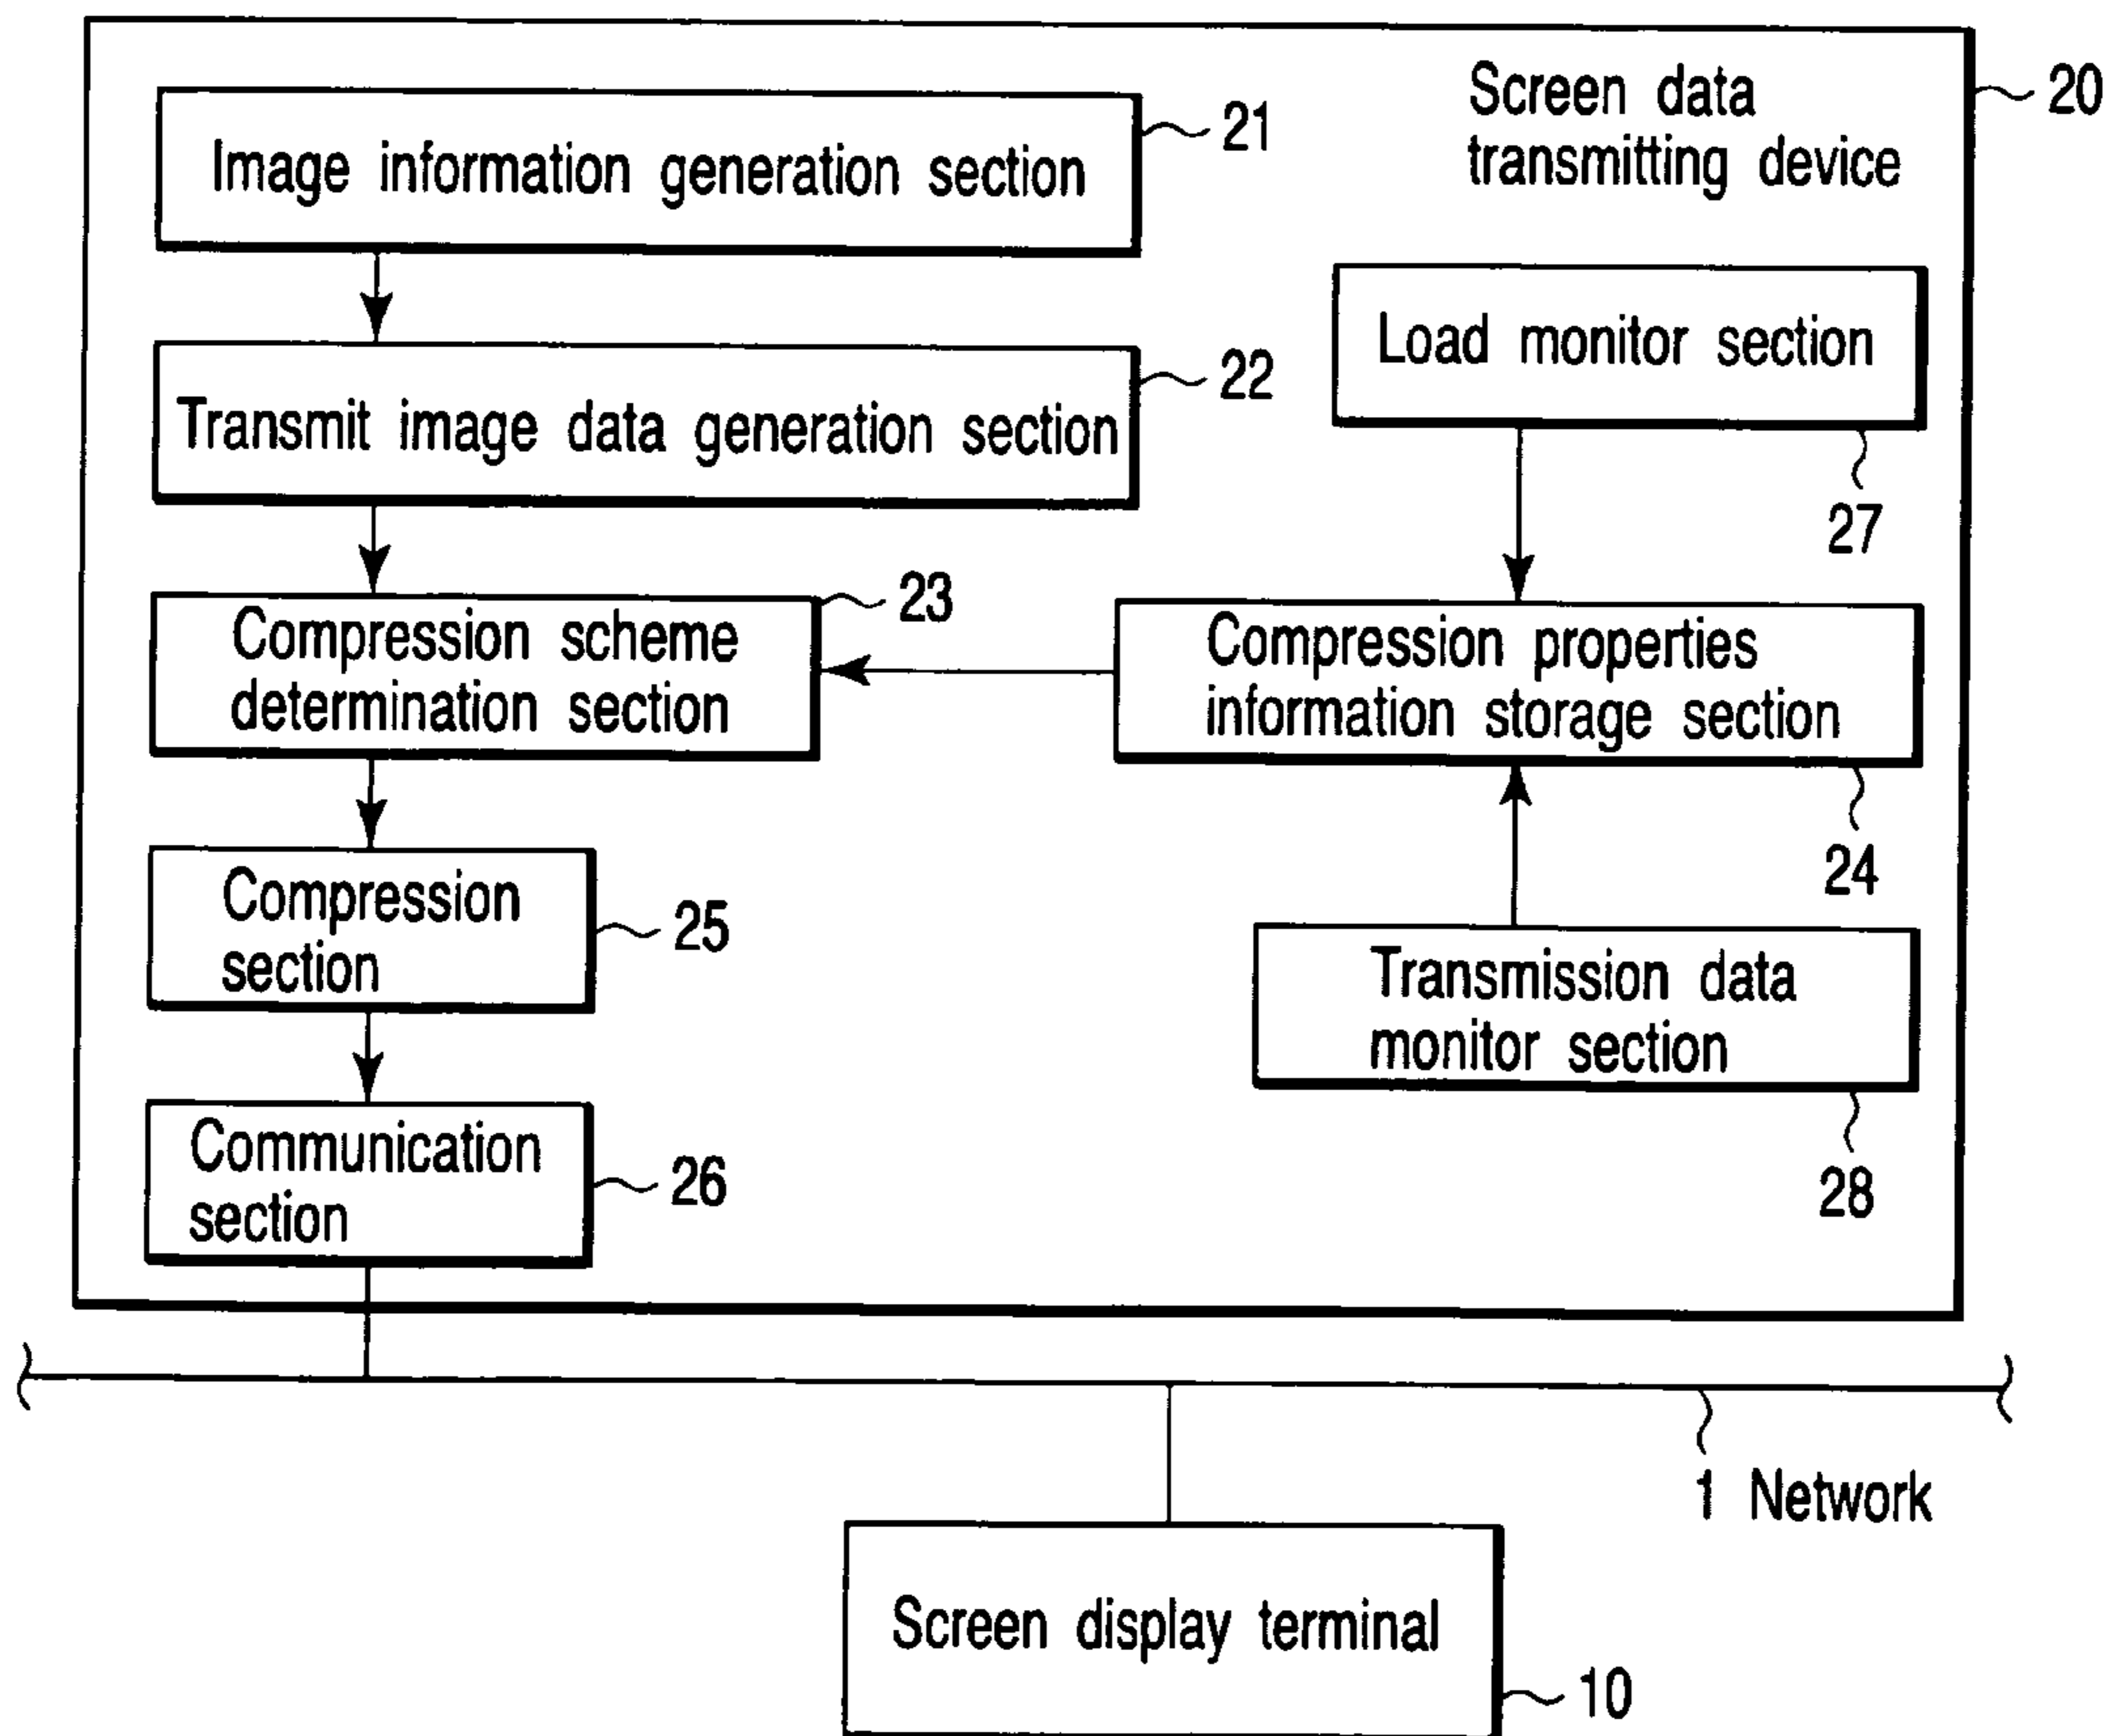 Screen data
transmitting device
20
Image information generation section
21
Transmit image data generation section
22
Load monitor section
27
Compression scheme
determination section
23
Compression properties
information storage section
24
Compression
section
25
Transmission data
monitor section
28
Communication
section
26
1 Network
Screen display terminal
10